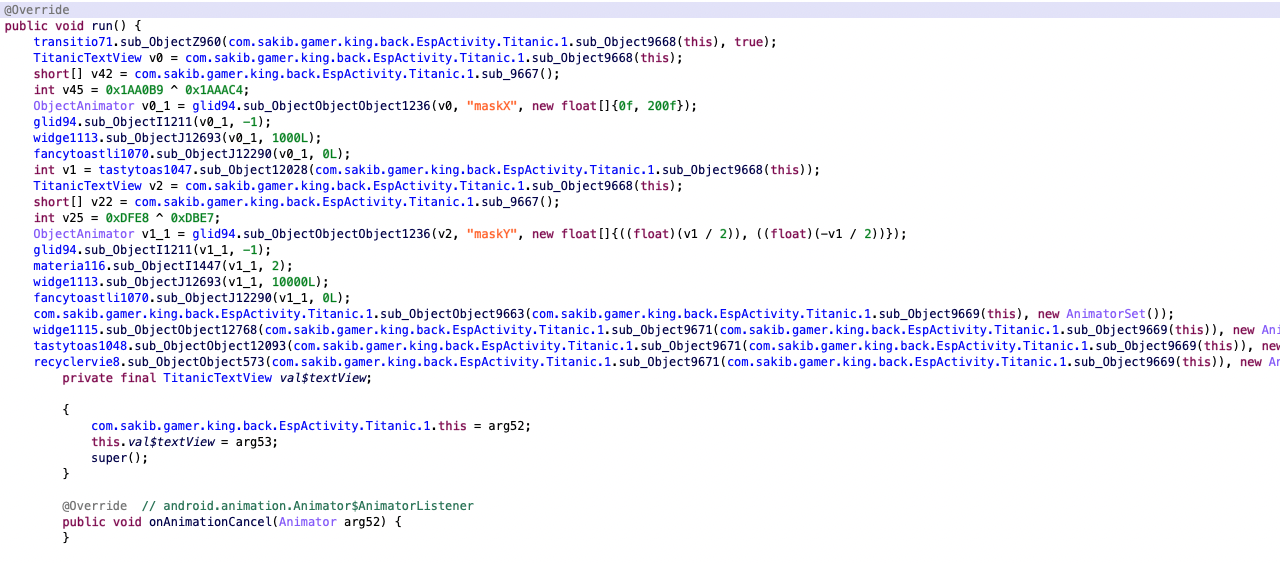 @Override
public void run() {
transitio71.sub_ObjectZ960(com.sakib.gamer.king.back.EspActivity.Titanic.1.sub_Object9668(this), true);
TitanicTextView v0 = com.sakib.gamer.king.back.EspActivity.Titanic.1.sub_Object9668(this);
short[] v42 = com.sakib.gamer.king.back.EspActivity.Titanic.1.sub_9667();
int v45 = 0x1AA0B9 ^ 0x1AAAC4;
ObjectAnimator v0_1 = glid94.sub_ObjectObjectObject1236(v0, "maskX", new float[]{0f, 200f});
glid94.sub_ObjectI1211(v0_1, -1);
widge1113.sub_ObjectJ12693(v0_1, 1000L);
fancytoastli1070.sub_ObjectJ12290(v0_1, 0L);
int v1 = tastytoas1047.sub_Object12028(com.sakib.gamer.king.back.EspActivity.Titanic.1.sub_Object9668(this));
TitanicTextView v2 = com.sakib.gamer.king.back.EspActivity.Titanic.1.sub_Object9668(this);
short[] v22 = com.sakib.gamer.king.back.EspActivity.Titanic.1.sub_9667();
int v25 = 0xDFE8 ^ 0xDBE7;
ObjectAnimator v1_1 = glid94.sub_ObjectObjectObject1236(v2, "maskY", new float[]{((float)(v1 / 2)), ((float)(-v1 / 2))});
glid94.sub_ObjectI1211(v1_1, -1);
materia116.sub_ObjectI1447(v1_1, 2);
widge1113.sub_ObjectJ12693(v1_1, 10000L);
fancytoastli1070.sub_ObjectJ12290(v1_1, 0L);
com.sakib.gamer.king.back.EspActivity.Titanic.1.sub_ObjectObject9663(com.sakib.gamer.king.back.EspActivity.Titanic.1.sub_Object9669(this), new AnimatorSet());
widge1115.sub_ObjectObject12768(com.sakib.gamer.king.back.EspActivity.Titanic.1.sub_Object9671(com.sakib.gamer.king.back.EspActivity.Titanic.1.sub_Object9669(this)), new Ani
tastytoas1048.sub_ObjectObject12093(com.sakib.gamer.king.back.EspActivity.Titanic.1.sub_Object9671(com.sakib.gamer.king.back.EspActivity.Titanic.1.sub_Object9669(this)), new
recyclervie8.sub_ObjectObject573(com.sakib.gamer.king.back.EspActivity.Titanic.1.sub_Object9671(com.sakib.gamer.king.back.EspActivity.Titanic.1.sub_Object9669(this)), new An
private final TitanicTextView val$textView;
{
com.sakib.gamer.king.back.EspActivity.Titanic.1.this = arg52;
this.val$textView = arg53;
super();
}
@Override // android.animation.Animator$AnimatorListener
public void onAnimationCancel(Animator arg52) {
}